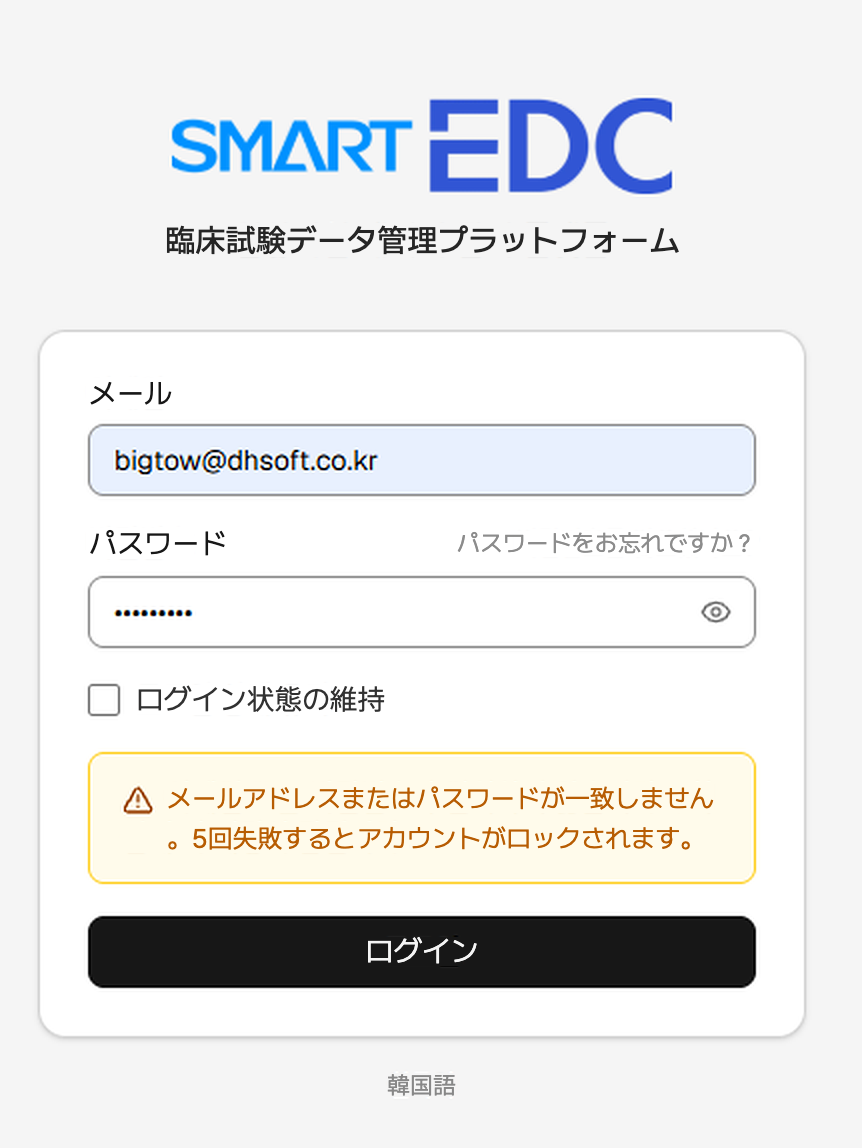 SMART EDC
臨床試験データ管理プラットフォーム
メール
bigtow@dhsoft.co.kr
パスワード
パスワードをお忘れですか？
•••••••••
ログイン状態の維持
メールアドレスまたはパスワードが一致しません
。5回失敗するとアカウントがロックされます。
ログイン
韓国語